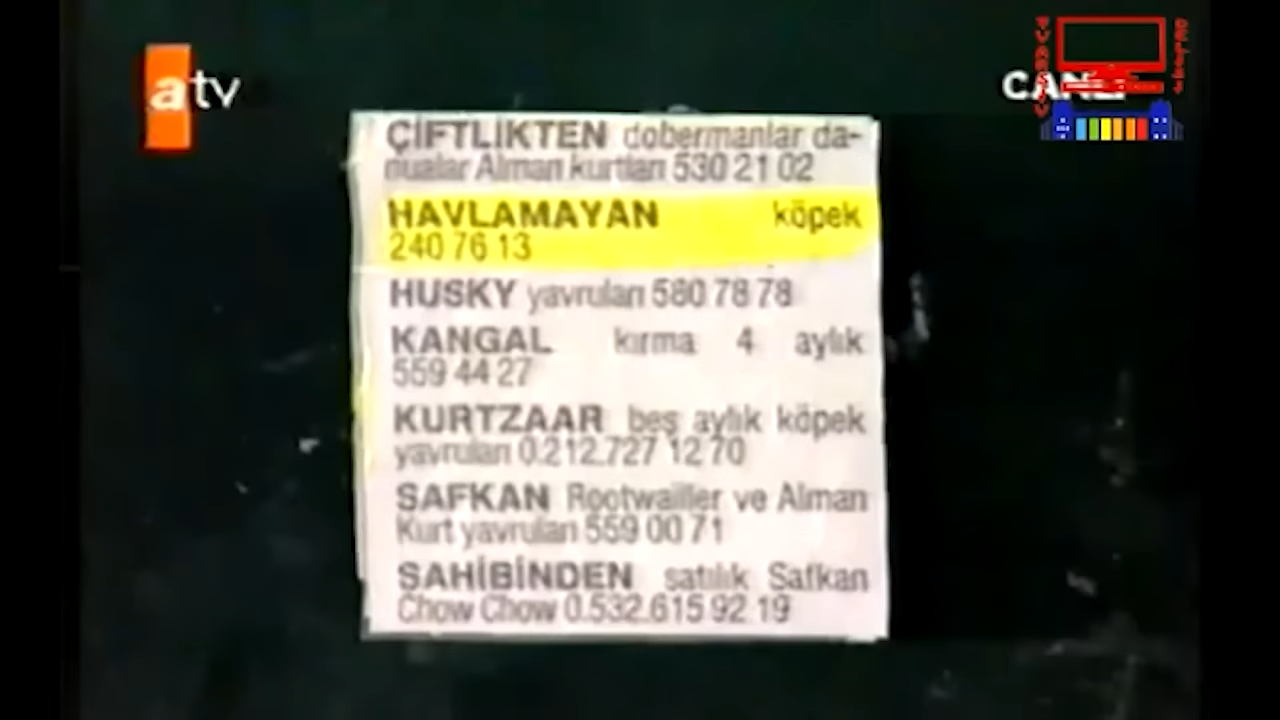 atv
CANLI
ÇİFTLİKTEN dobermanlar da-
nualar Alman kurtları 530 21 02
HAVLAMAYAN köpek
240 76 13
HUSKY yavruları 580 78 78
KANGAL kırma 4 aylık
559 44 27
KURTZAAR beş aylık köpek
yavruları 0.212.727 12 70
SAFKAN Rootwailler ve Alman
Kurt yavruları 559 00 71
SAHİBİNDEN satılık Safkan
Chow Chow 0.532.615 92 19